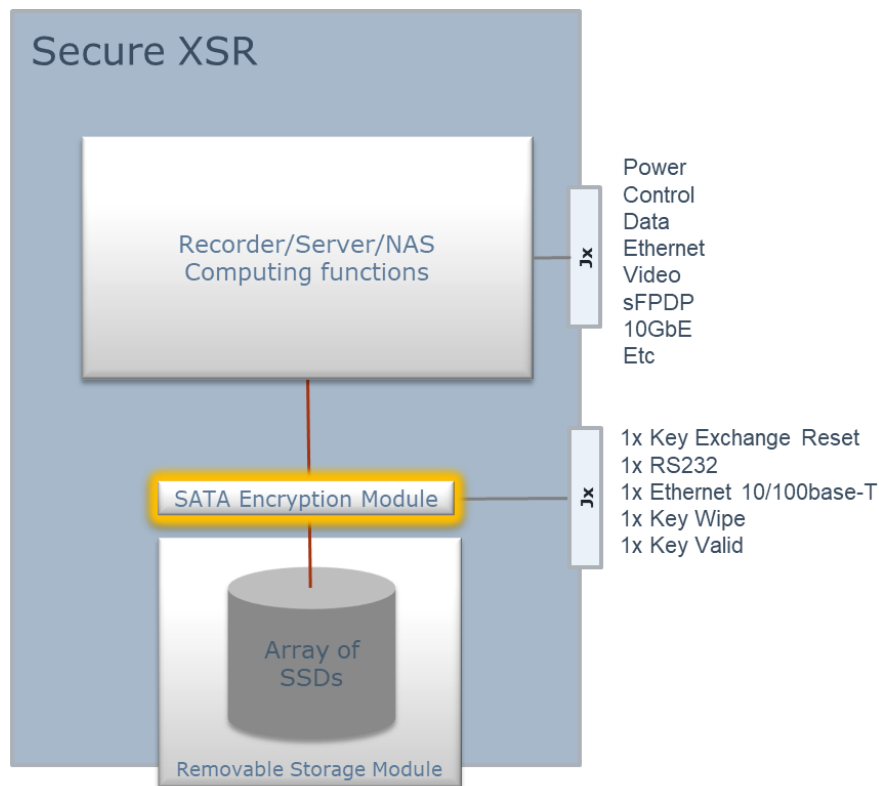 Secure XSR
Recorder/Server/NAS
Computing functions
Jx
Power
Control
Data
Ethernet
Video
sFPDP
10GbE
Etc
SATA Encryption Module
Jx
1x Key Exchange Reset
1x RS232
1x Ethernet 10/100base-T
1x Key Wipe
1x Key Valid
Array of
SSDs
Removable Storage Module